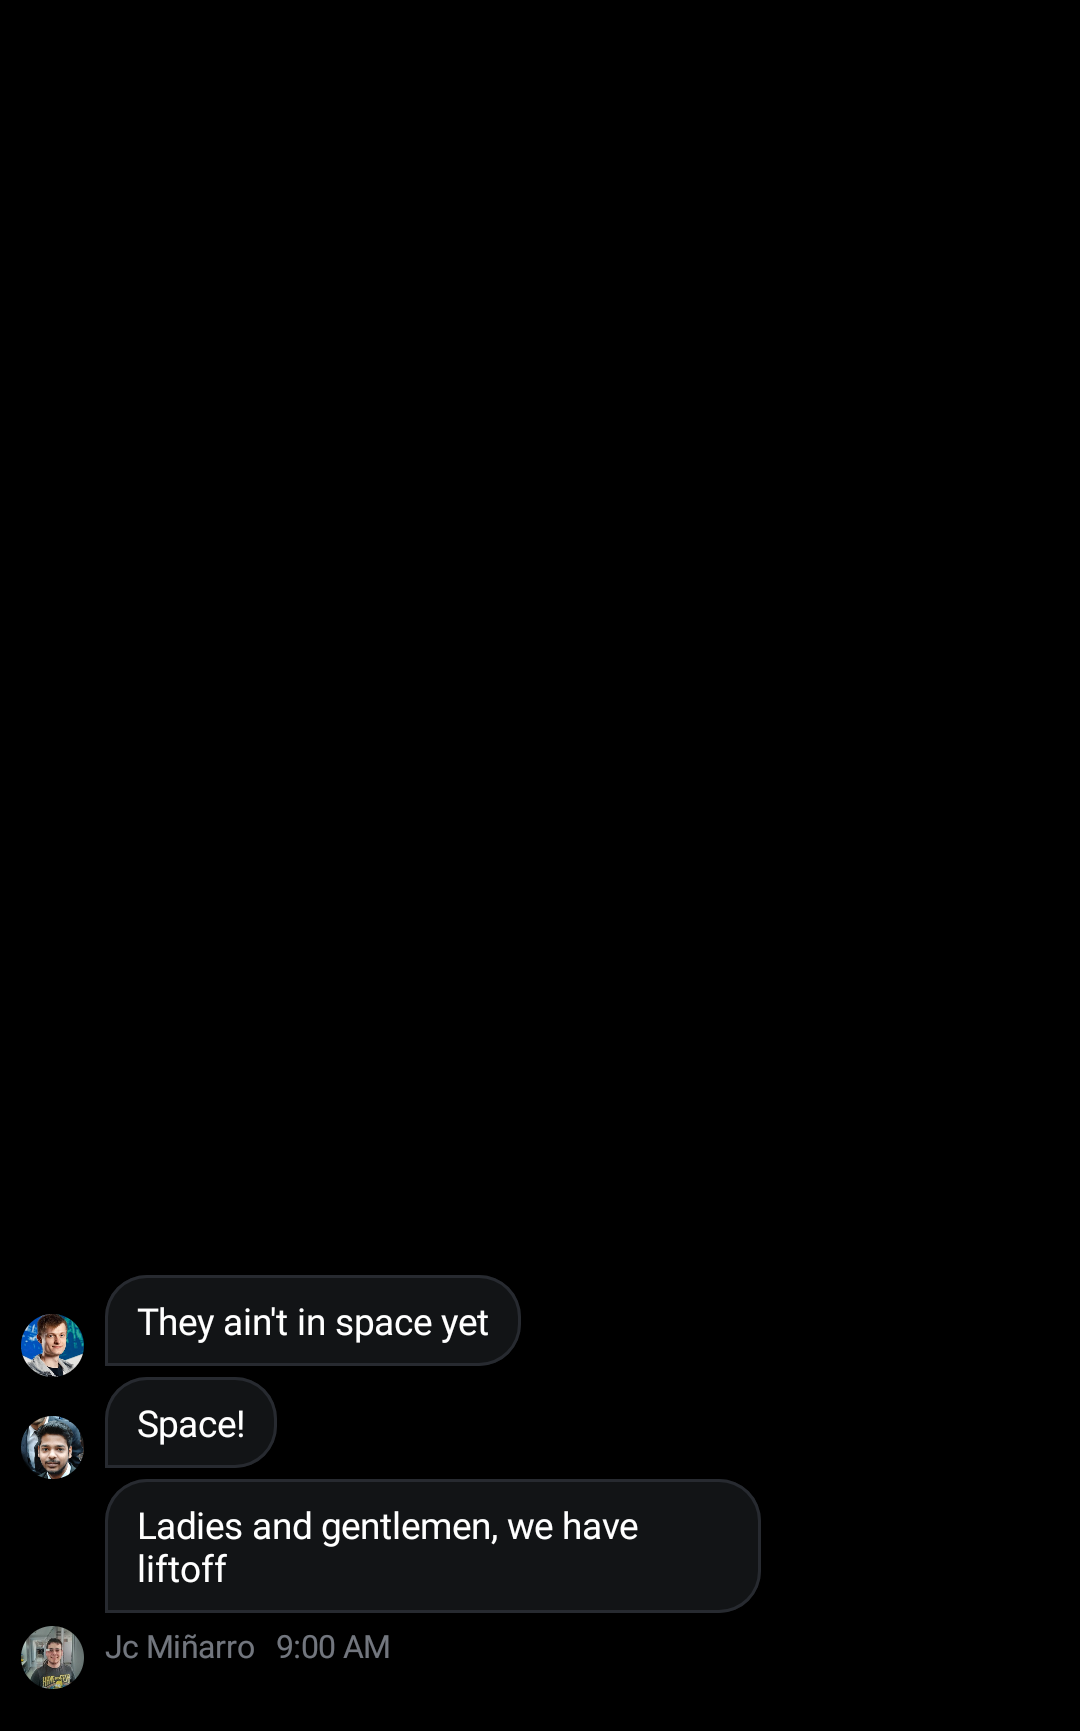 They ain't in space yet
Space!
Ladies and gentlemen, we have
liftoff
Jc Miñarro 9:00 AM